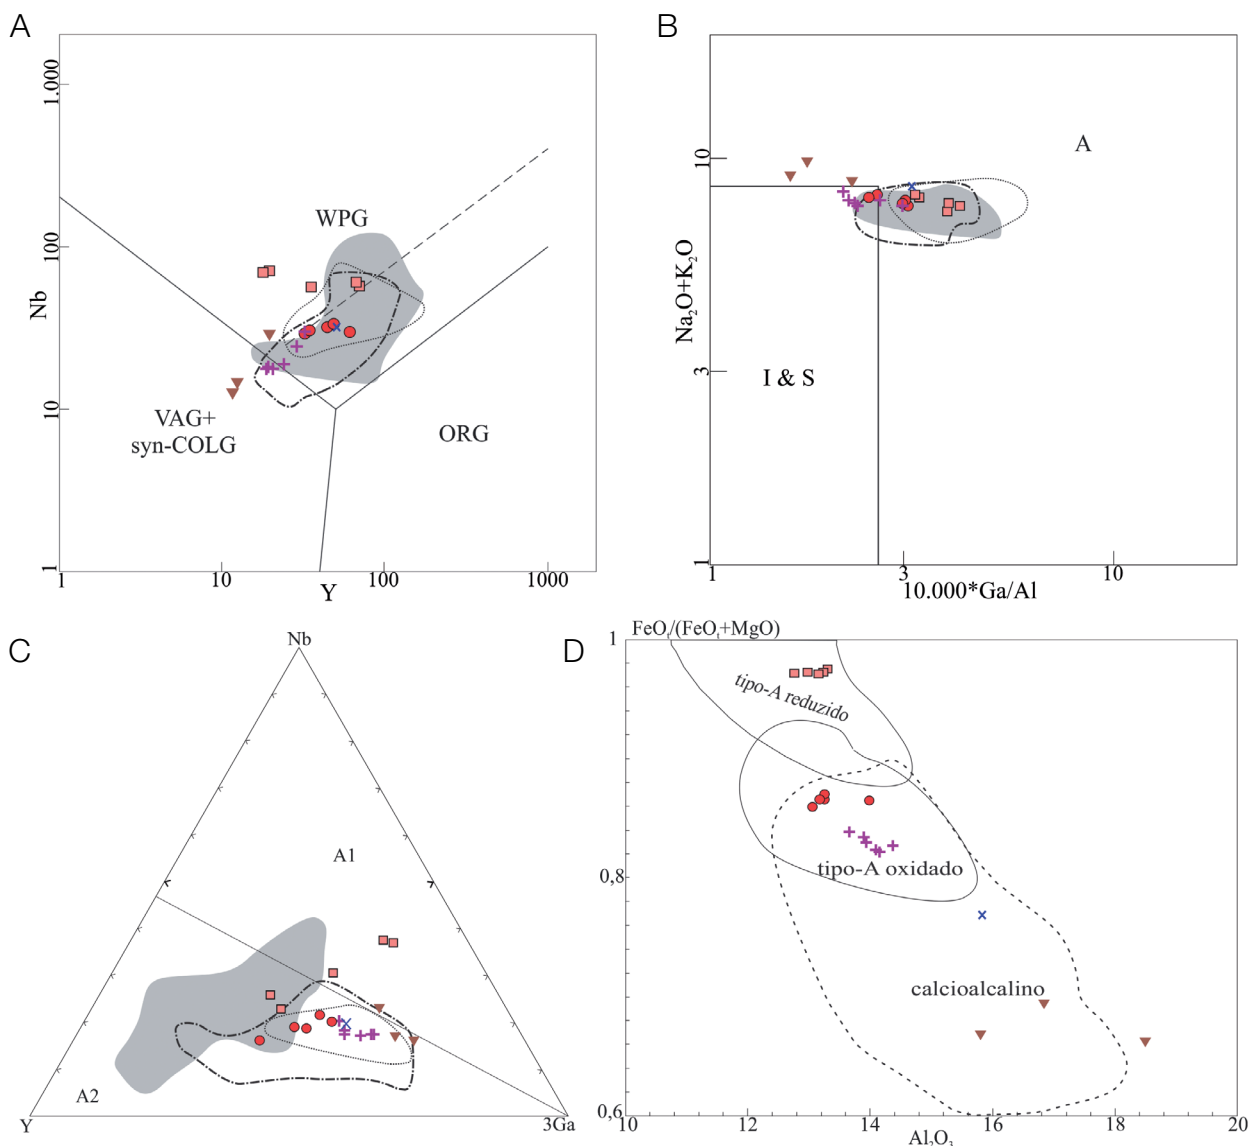 A
1.000
100
10
1
Nb
WPG
VAG+
syn-COLG
ORG
1
10
100
1000
Y
B
10
3
1
Na₂O+K₂O
A
I & S
1
3
10
10.000*Ga/Al
C
Nb
A1
A2
Y
3Ga
D
FeOₜ/(FeOₜ+MgO)
1
0,8
0,6
tipo-A reduzido
tipo-A oxidado
calcioalcalino
10
12
14
16
18
20
Al₂O₃